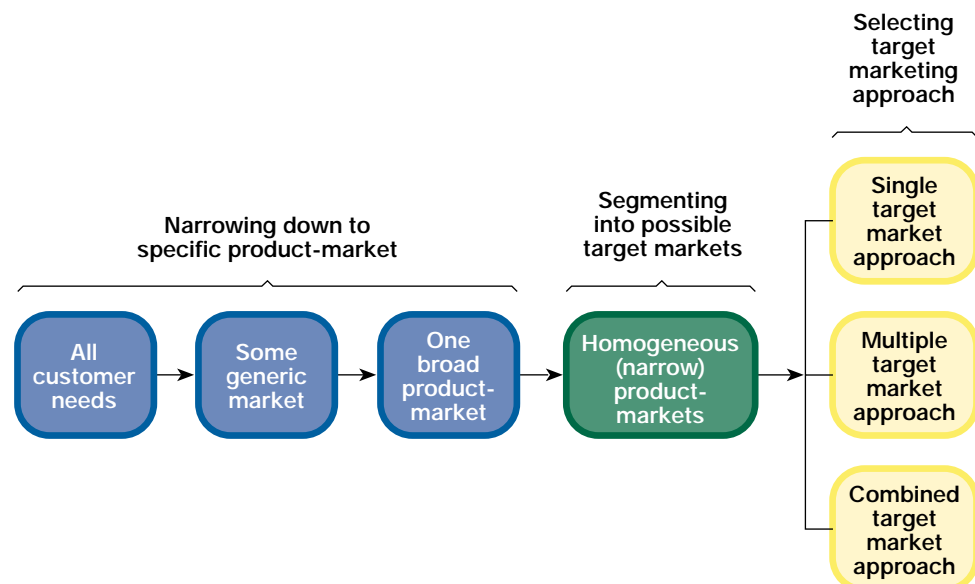 Selecting
target
marketing
approach
Narrowing down to
specific product-market
Segmenting
into possible
target markets
All
customer
needs
Some
generic
market
One
broad
product-
market
Homogeneous
(narrow)
product-
markets
Single
target
market
approach
Multiple
target
market
approach
Combined
target
market
approach